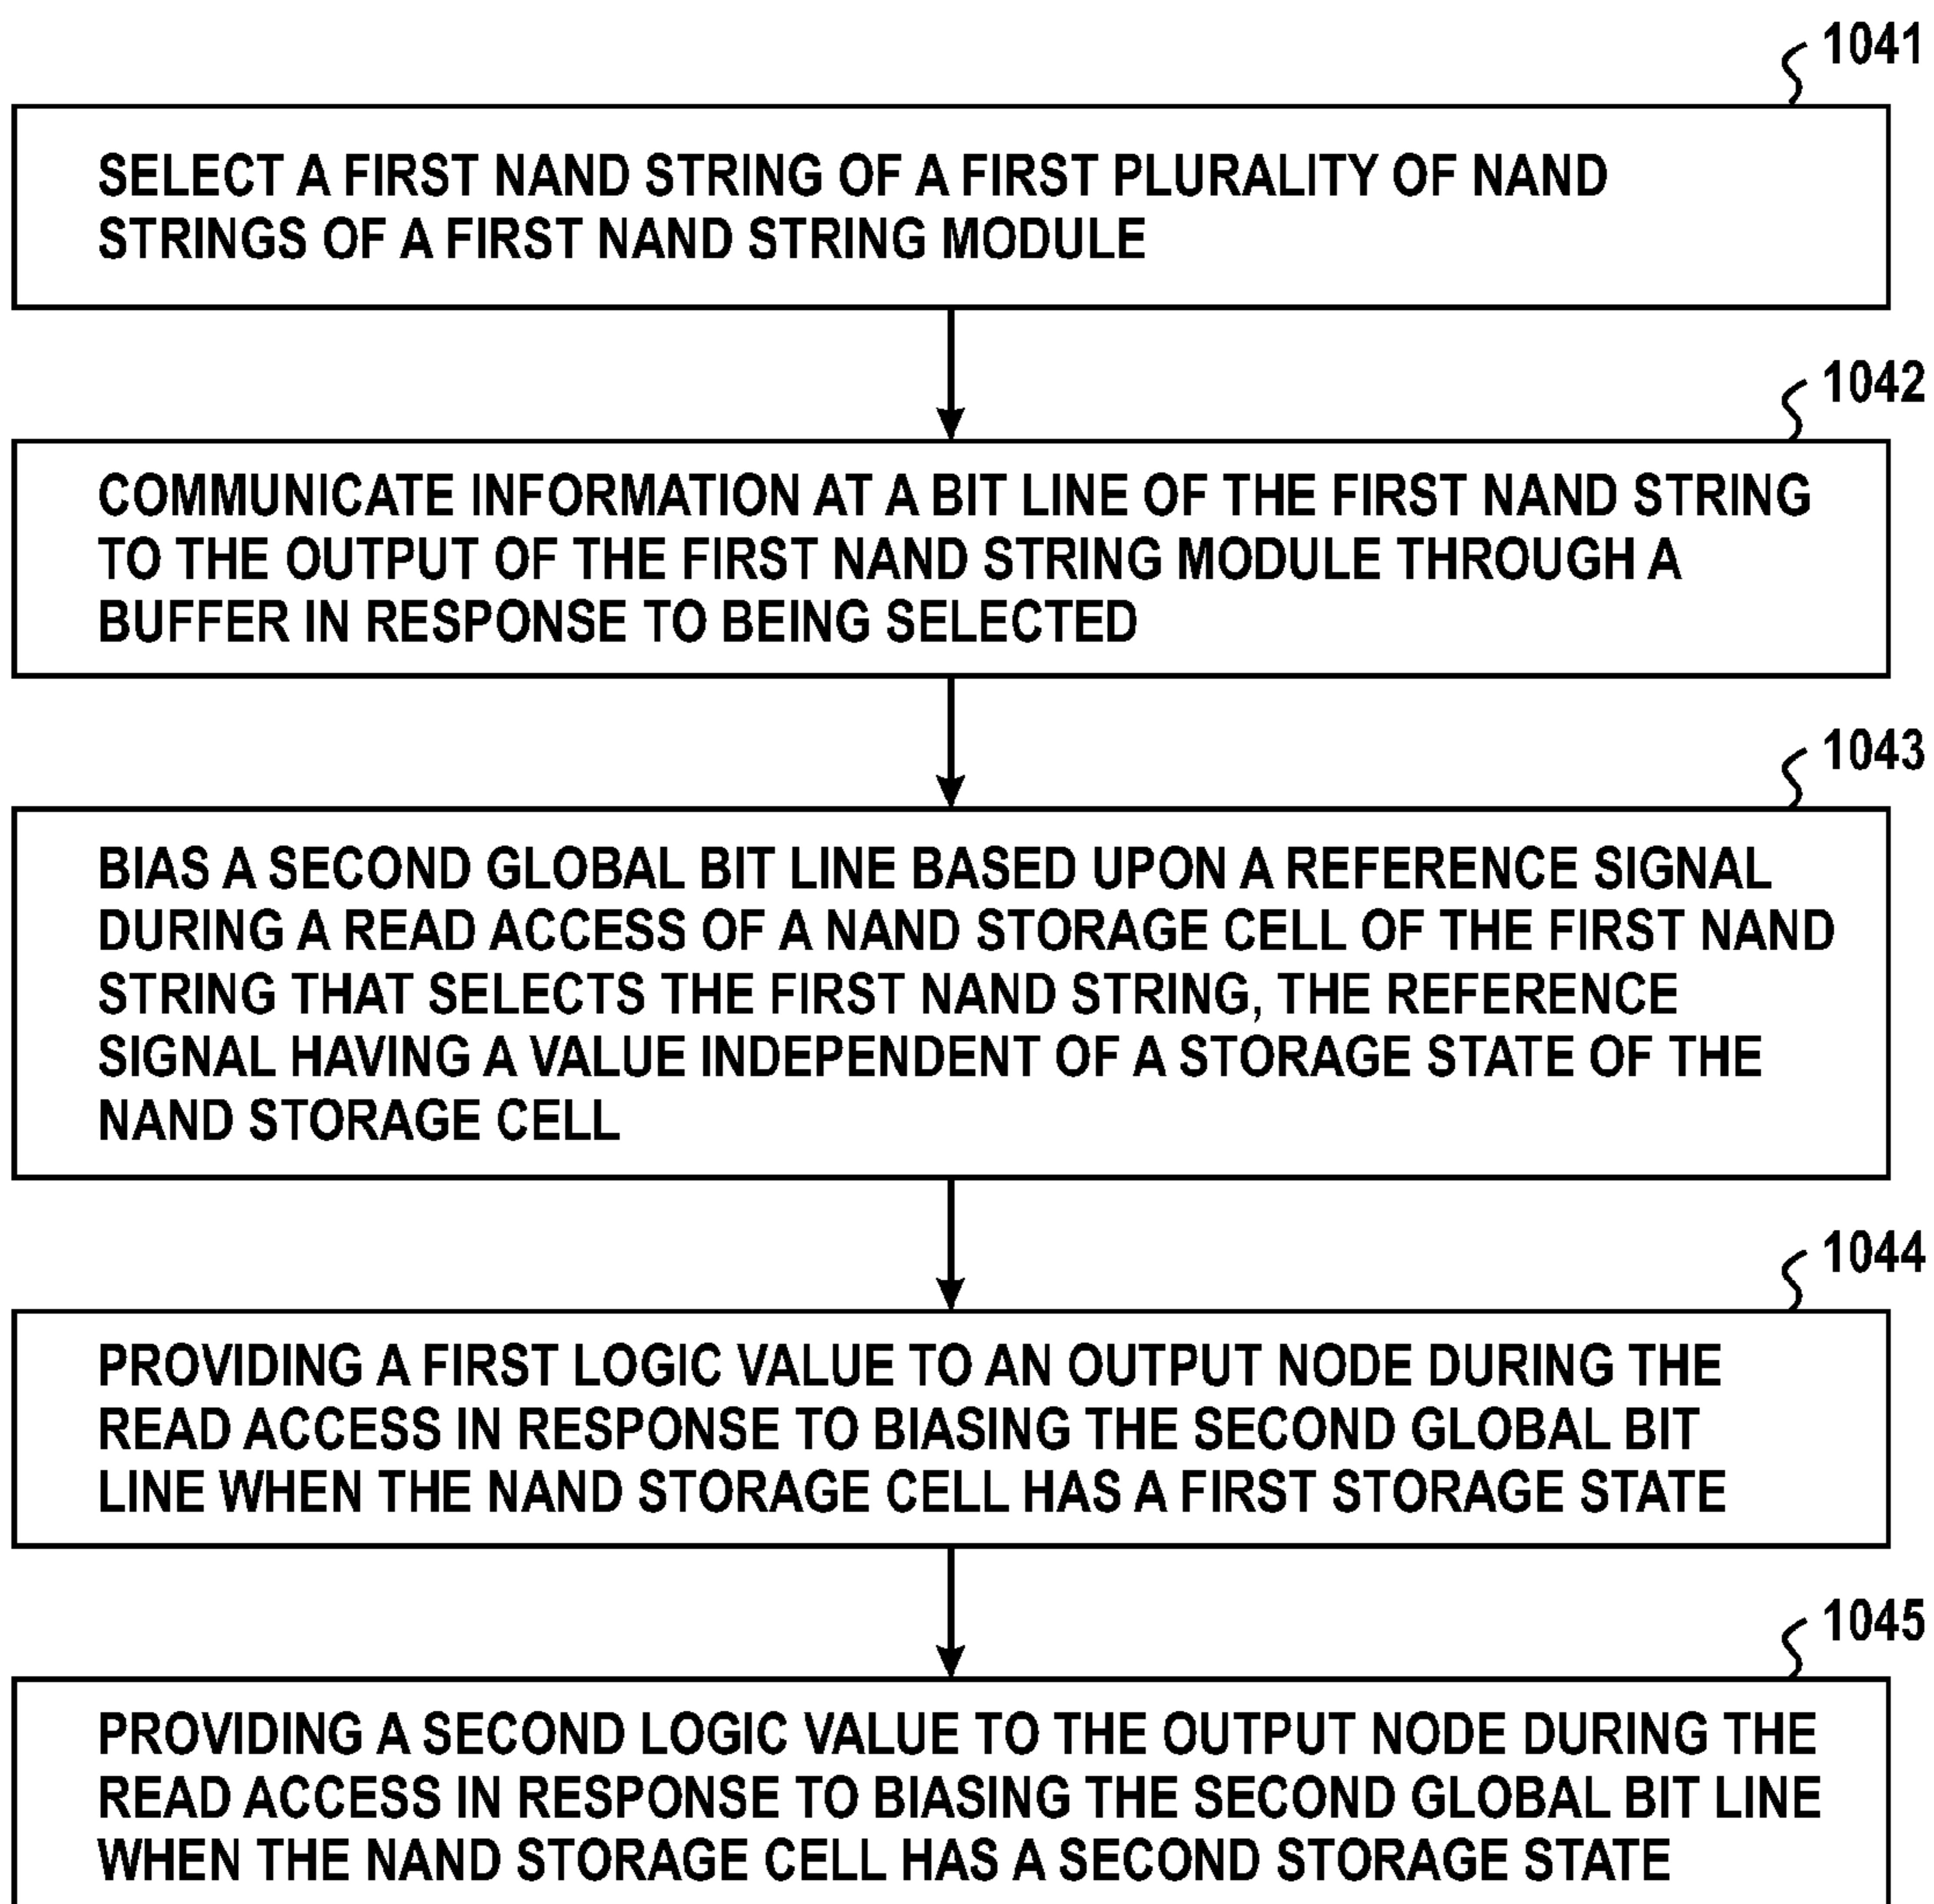 1041
SELECT A FIRST NAND STRING OF A FIRST PLURALITY OF NAND
STRINGS OF A FIRST NAND STRING MODULE
1042
COMMUNICATE INFORMATION AT A BIT LINE OF THE FIRST NAND STRING
TO THE OUTPUT OF THE FIRST NAND STRING MODULE THROUGH A
BUFFER IN RESPONSE TO BEING SELECTED
1043
BIAS A SECOND GLOBAL BIT LINE BASED UPON A REFERENCE SIGNAL
DURING A READ ACCESS OF A NAND STORAGE CELL OF THE FIRST NAND
STRING THAT SELECTS THE FIRST NAND STRING, THE REFERENCE
SIGNAL HAVING A VALUE INDEPENDENT OF A STORAGE STATE OF THE
NAND STORAGE CELL
1044
PROVIDING A FIRST LOGIC VALUE TO AN OUTPUT NODE DURING THE
READ ACCESS IN RESPONSE TO BIASING THE SECOND GLOBAL BIT
LINE WHEN THE NAND STORAGE CELL HAS A FIRST STORAGE STATE
1045
PROVIDING A SECOND LOGIC VALUE TO THE OUTPUT NODE DURING THE
READ ACCESS IN RESPONSE TO BIASING THE SECOND GLOBAL BIT LINE
WHEN THE NAND STORAGE CELL HAS A SECOND STORAGE STATE